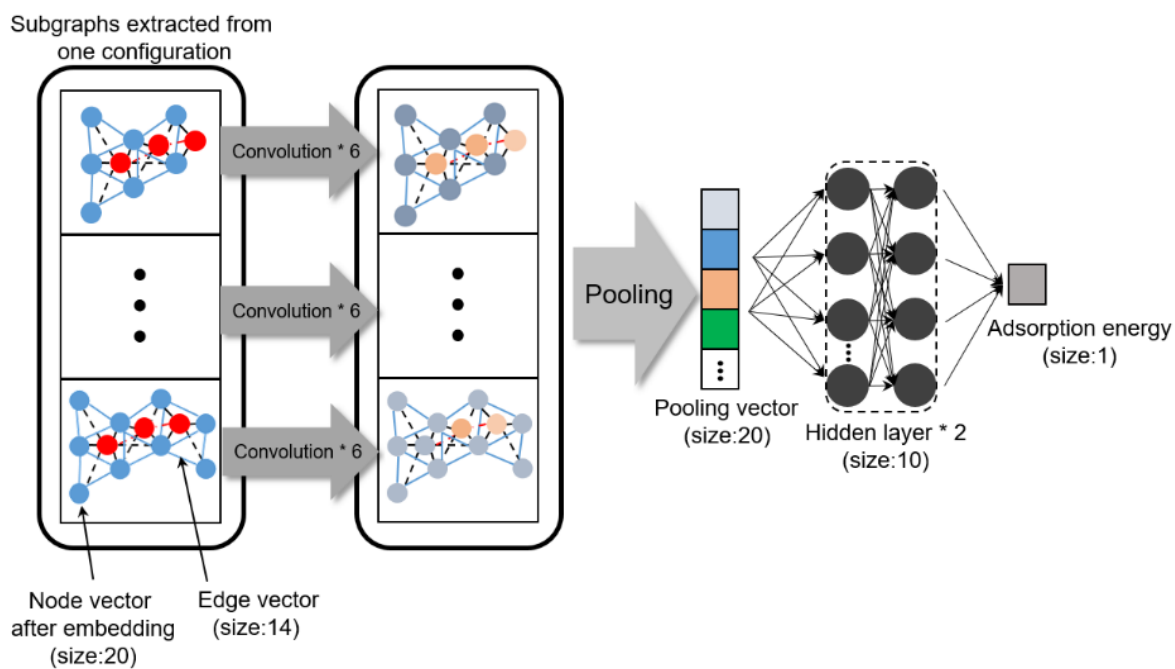 Subgraphs extracted from
one configuration
Convolution * 6
Convolution * 6
Convolution * 6
Node vector
after embedding
(size:20)
Edge vector
(size:14)
Pooling
Pooling vector
(size:20)
Hidden layer * 2
(size:10)
Adsorption energy
(size:1)